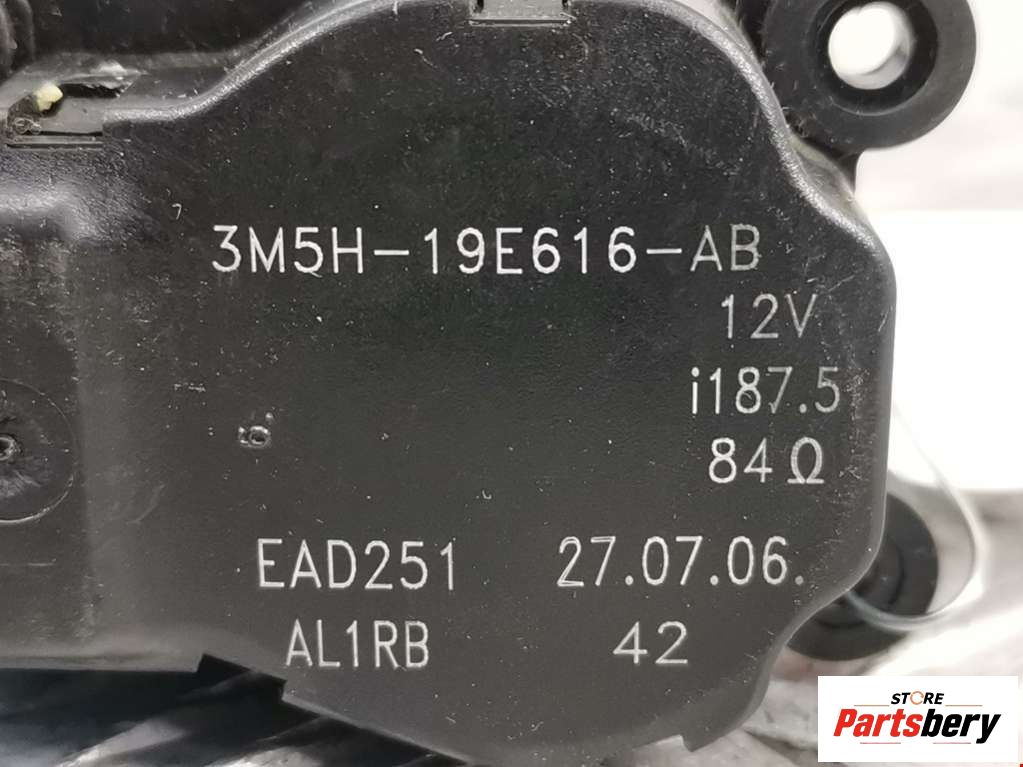 3M5H-19E616-AB
12V
i187.5
84Ω
EAD251 27.07.06.
AL1RB 42
STORE
Partsbery